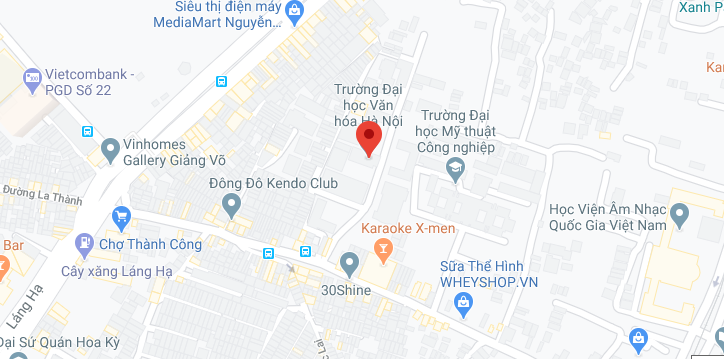 Siêu thị điện máy
MediaMart Nguyễn...
Xanh P
Ka
Vietcombank -
PGD Số 22
Trường Đại
học Văn
hóa Hà Nội
Trường Đại
học Mỹ thuật
Công nghiệp
Vinhomes
Gallery Giảng Võ
Đường La Thành
Đông Đô Kendo Club
Học Viện Âm Nhạc
Quốc Gia Việt Nam
Karaoke X-men
Bar
Chợ Thành Công
Cây xăng Láng Hạ
Sữa Thể Hình
WHEYSHOP.VN
30Shine
Láng Hạ
Đại Sứ Quán Hoa Kỳ